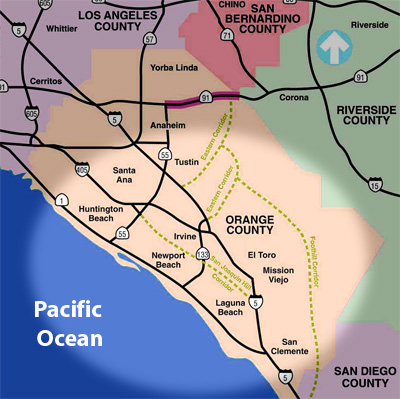 LOS ANGELES
COUNTY
SAN
BERNARDINO
COUNTY
CHINO
Riverside
Whittier
57
71
605
Yorba Linda
91
Cerritos
91
91
Corona
5
Anaheim
RIVERSIDE
COUNTY
605
Eastern Corridor
55
Tustin
405
Santa
Ana
Eastern Corridor
15
1
Huntington
Beach
ORANGE
COUNTY
55
Irvine
133
El Toro
Foothill Corridor
Newport
Beach
San Joaquin Hill
Corridor
Mission
Viejo
Pacific
Ocean
Laguna
Beach
5
San
Clemente
5
SAN DIEGO
COUNTY